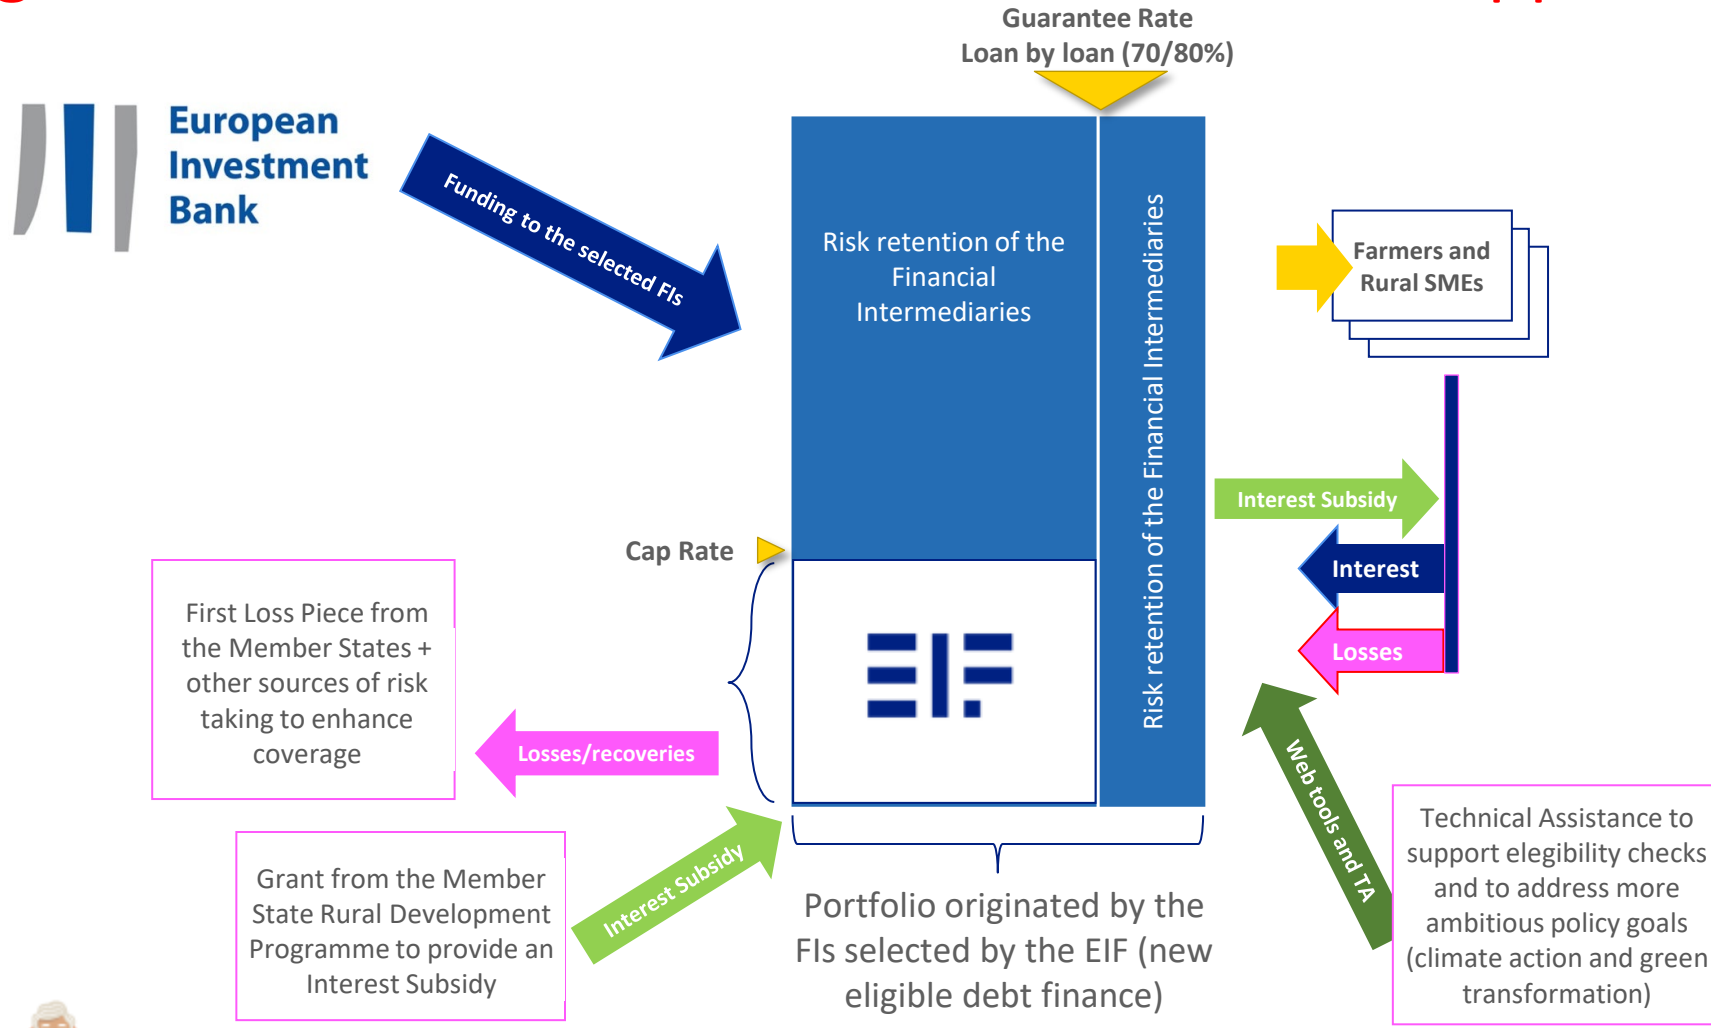 Guarantee Rate
Loan by loan (70/80%)
European
Investment
Bank
Funding to the selected FIs
Risk retention of the
Financial
Intermediaries
Risk retention of the Financial Intermediaries
Farmers and
Rural SMEs
Interest Subsidy
Interest
Losses
Cap Rate
EIF
First Loss Piece from
the Member States +
other sources of risk
taking to enhance
coverage
Losses/recoveries
Grant from the Member
State Rural Development
Programme to provide an
Interest Subsidy
Interest Subsidy
Portfolio originated by the
FIs selected by the EIF (new
eligible debt finance)
Web tools and TA
Technical Assistance to
support elegibility checks
and to address more
ambitious policy goals
(climate action and green
transformation)